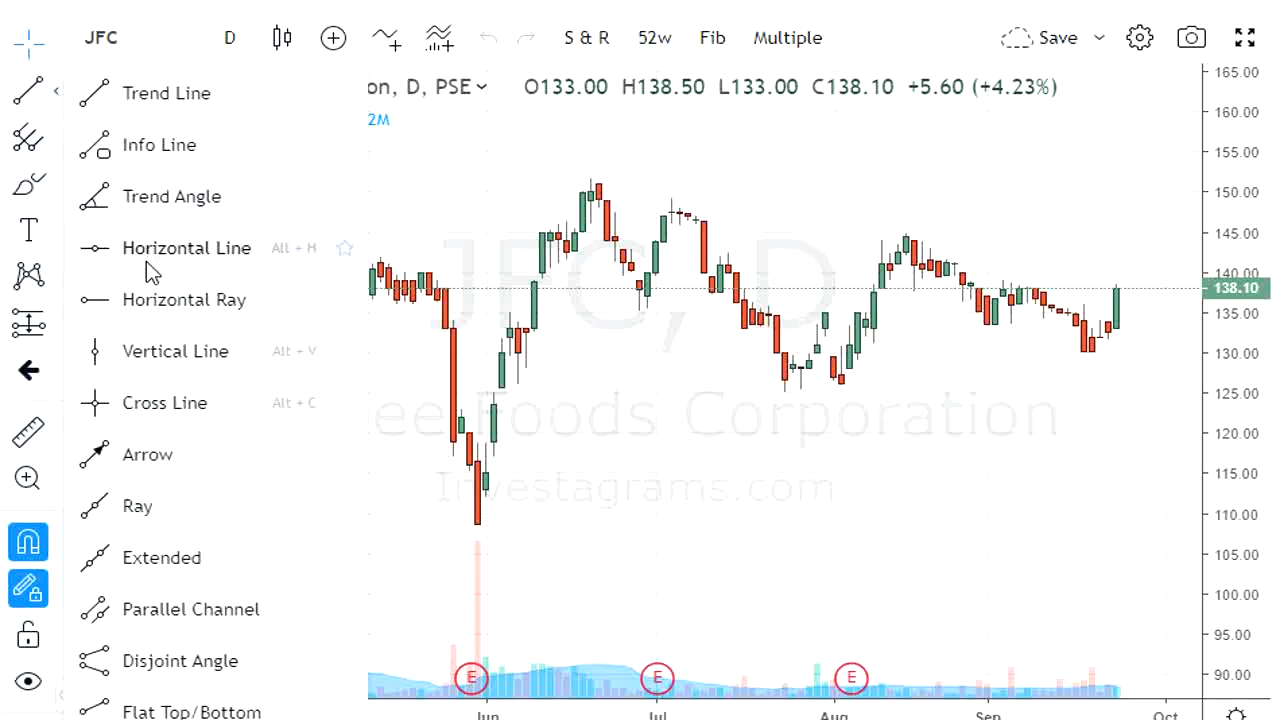 JFC D S & R 52w Fib Multiple Save
on, D, PSE O133.00 H138.50 L133.00 C138.10 +5.60 (+4.23%)
2M
Trend Line
Info Line
Trend Angle
Horizontal Line Alt + H
Horizontal Ray
Vertical Line Alt + V
Cross Line Alt + C
Arrow
Ray
Extended
Parallel Channel
Disjoint Angle
Flat Top/Bottom
T
JFC, D
ee Foods Corporation
Investagrams.com
165.00
160.00
155.00
150.00
145.00
140.00
138.10
135.00
130.00
125.00
120.00
115.00
110.00
105.00
100.00
95.00
90.00
E E E
Jun Jul Aug Sep Oct